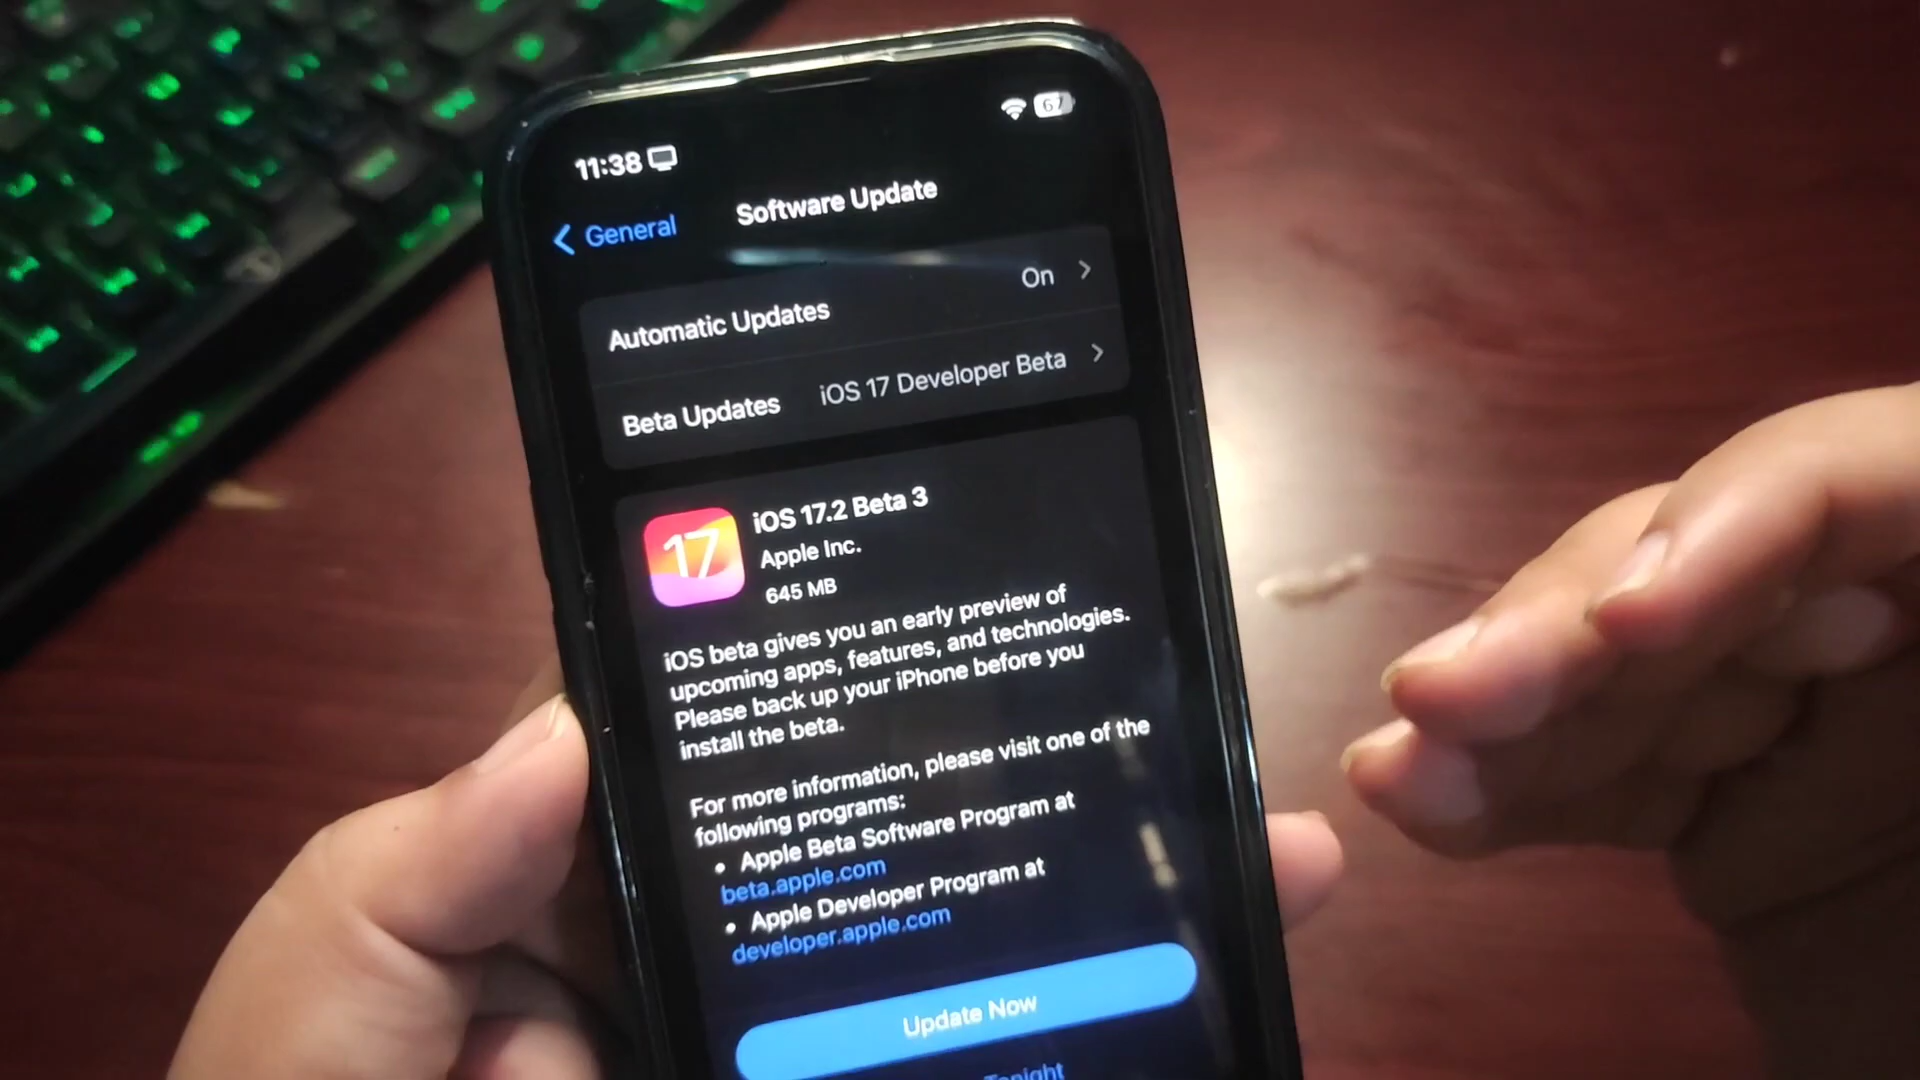 11:38
67
General
Software Update
Automatic Updates
On
Beta Updates
iOS 17 Developer Beta
17
iOS 17.2 Beta 3
Apple Inc.
645 MB
iOS beta gives you an early preview of
upcoming apps, features, and technologies.
Please back up your iPhone before you
install the beta.
For more information, please visit one of the
following programs:
• Apple Beta Software Program at
beta.apple.com
• Apple Developer Program at
developer.apple.com
Update Now
Tonight